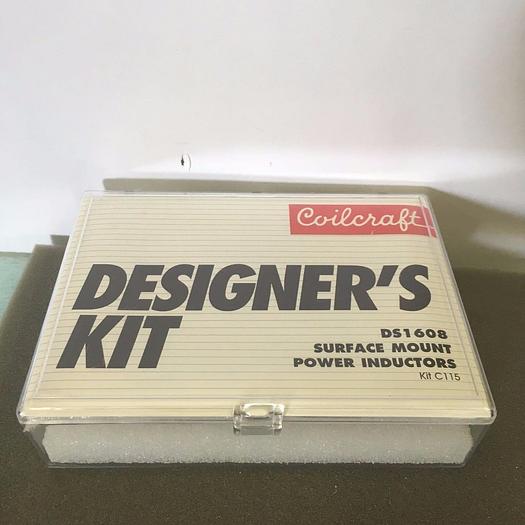 Coilcraft
DESIGNER'S
KIT
DS1608
SURFACE MOUNT
POWER INDUCTORS
Kit C115